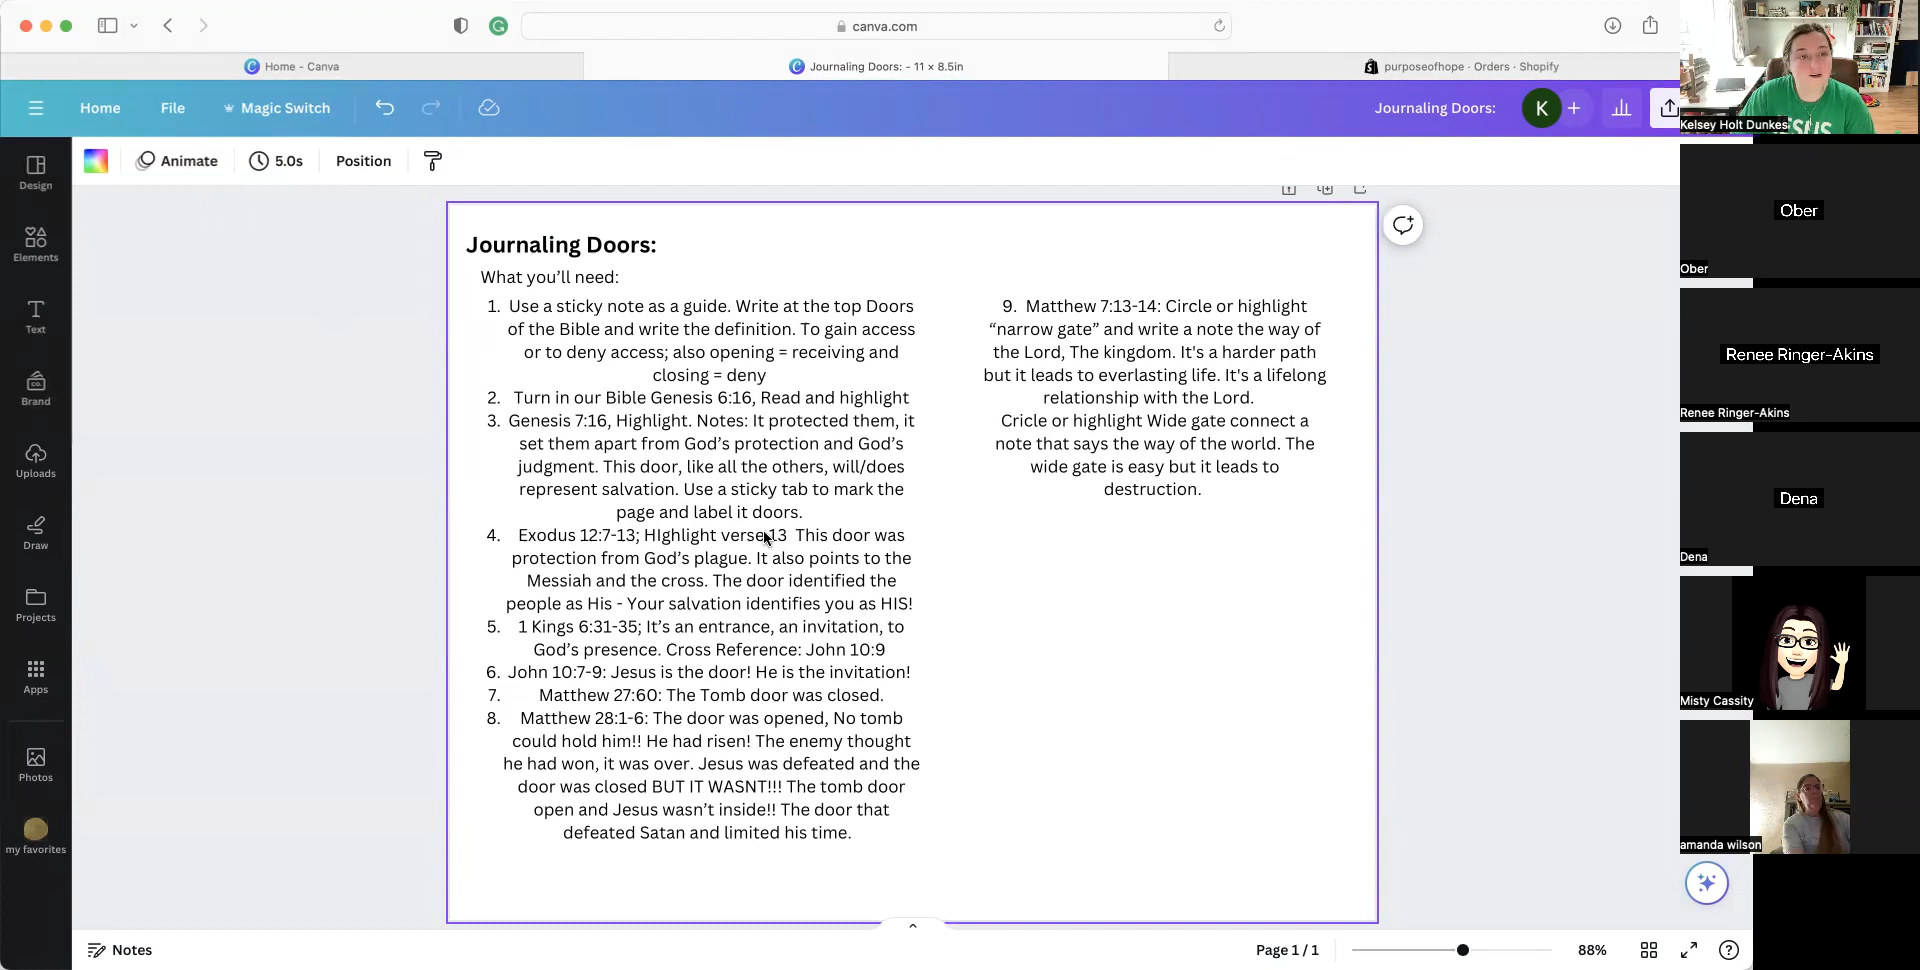 canva.com
Home - Canva
Journaling Doors: - 11 × 8.5in
purposeofhope · Orders · Shopify
Home
File
Magic Switch
Journaling Doors:
K
Animate
5.0s
Position
Design
Elements
Text
Brand
Uploads
Draw
Projects
Apps
Photos
my favorites
Journaling Doors:
What you’ll need:
1. Use a sticky note as a guide. Write at the top Doors
of the Bible and write the definition. To gain access
or to deny access; also opening = receiving and
closing = deny
2. Turn in our Bible Genesis 6:16, Read and highlight
3. Genesis 7:16, Highlight. Notes: It protected them, it
set them apart from God’s protection and God’s
judgment. This door, like all the others, will/does
represent salvation. Use a sticky tab to mark the
page and label it doors.
4. Exodus 12:7-13; HIghlight verse 13 This door was
protection from God’s plague. It also points to the
Messiah and the cross. The door identified the
people as His - Your salvation identifies you as HIS!
5. 1 Kings 6:31-35; It’s an entrance, an invitation, to
God’s presence. Cross Reference: John 10:9
6. John 10:7-9: Jesus is the door! He is the invitation!
7. Matthew 27:60: The Tomb door was closed.
8. Matthew 28:1-6: The door was opened, No tomb
could hold him!! He had risen! The enemy thought
he had won, it was over. Jesus was defeated and the
door was closed BUT IT WASNT!!! The tomb door
open and Jesus wasn’t inside!! The door that
defeated Satan and limited his time.
9. Matthew 7:13-14: Circle or highlight
“narrow gate” and write a note the way of
the Lord, The kingdom. It's a harder path
but it leads to everlasting life. It's a lifelong
relationship with the Lord.
Cricle or highlight Wide gate connect a
note that says the way of the world. The
wide gate is easy but it leads to
destruction.
Notes
Page 1 / 1
88%
Kelsey Holt Dunkes
Ober
Ober
Renee Ringer-Akins
Renee Ringer-Akins
Dena
Dena
Misty Cassity
amanda wilson